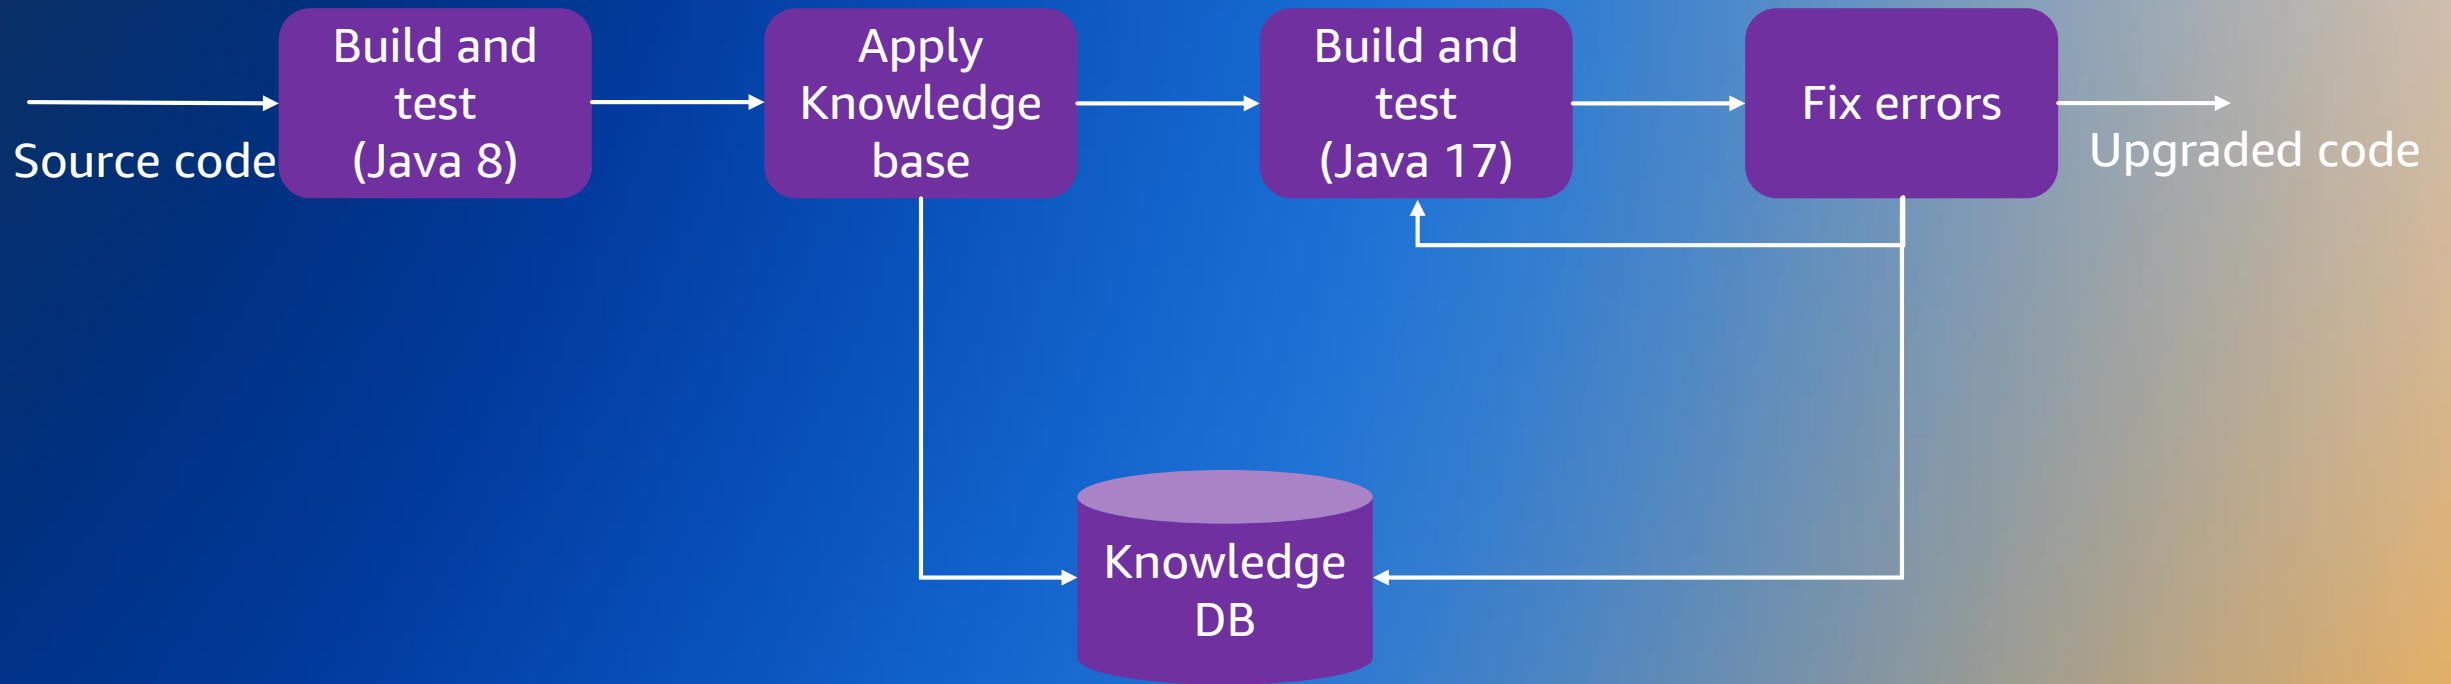 Source code
Build and
test
(Java 8)
Apply
Knowledge
base
Build and
test
(Java 17)
Fix errors
Upgraded code
Knowledge
DB